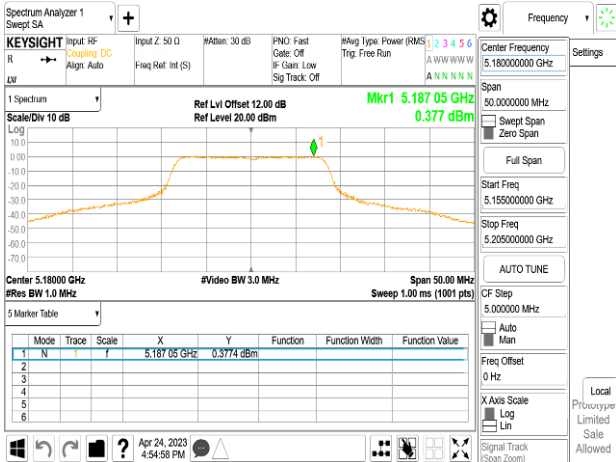 Spectrum Analyzer 1
Swept SA
+
Frequency
KEYSIGHT
Input: RF
Coupling: DC
Align: Auto
Input Z: 50 Ω
Freq Ref: Int (S)
#Atten: 30 dB
PNO: Fast
Gate: Off
IF Gain: Low
Sig Track: Off
#Avg Type: Power (RMS
Trig: Free Run
1 2 3 4 5 6
A W W W W W
A N N N N N
R
1 Spectrum
Scale/Div 10 dB
Ref Lvl Offset 12.00 dB
Ref Level 20.00 dBm
Mkr1 5.187 05 GHz
0.377 dBm
Log
10.0
0.00
-10.0
-20.0
-30.0
-40.0
-50.0
-60.0
-70.0
1
Center 5.18000 GHz
#Res BW 1.0 MHz
#Video BW 3.0 MHz
Span 50.00 MHz
Sweep 1.00 ms (1001 pts)
5 Marker Table
Mode Trace Scale X Y Function Function Width Function Value
1 N 1 f 5.187 05 GHz 0.3774 dBm
2
3
4
5
6
Apr 24, 2023
4:54:58 PM
?
Center Frequency
5.180000000 GHz
Settings
Span
50.0000000 MHz
Swept Span
Zero Span
Full Span
Start Freq
5.155000000 GHz
Stop Freq
5.205000000 GHz
AUTO TUNE
CF Step
5.000000 MHz
Auto
Man
Freq Offset
0 Hz
X Axis Scale
Log
Lin
Signal Track
(Span Zoom)
Local
Prototype
Limited
Sale
Allowed